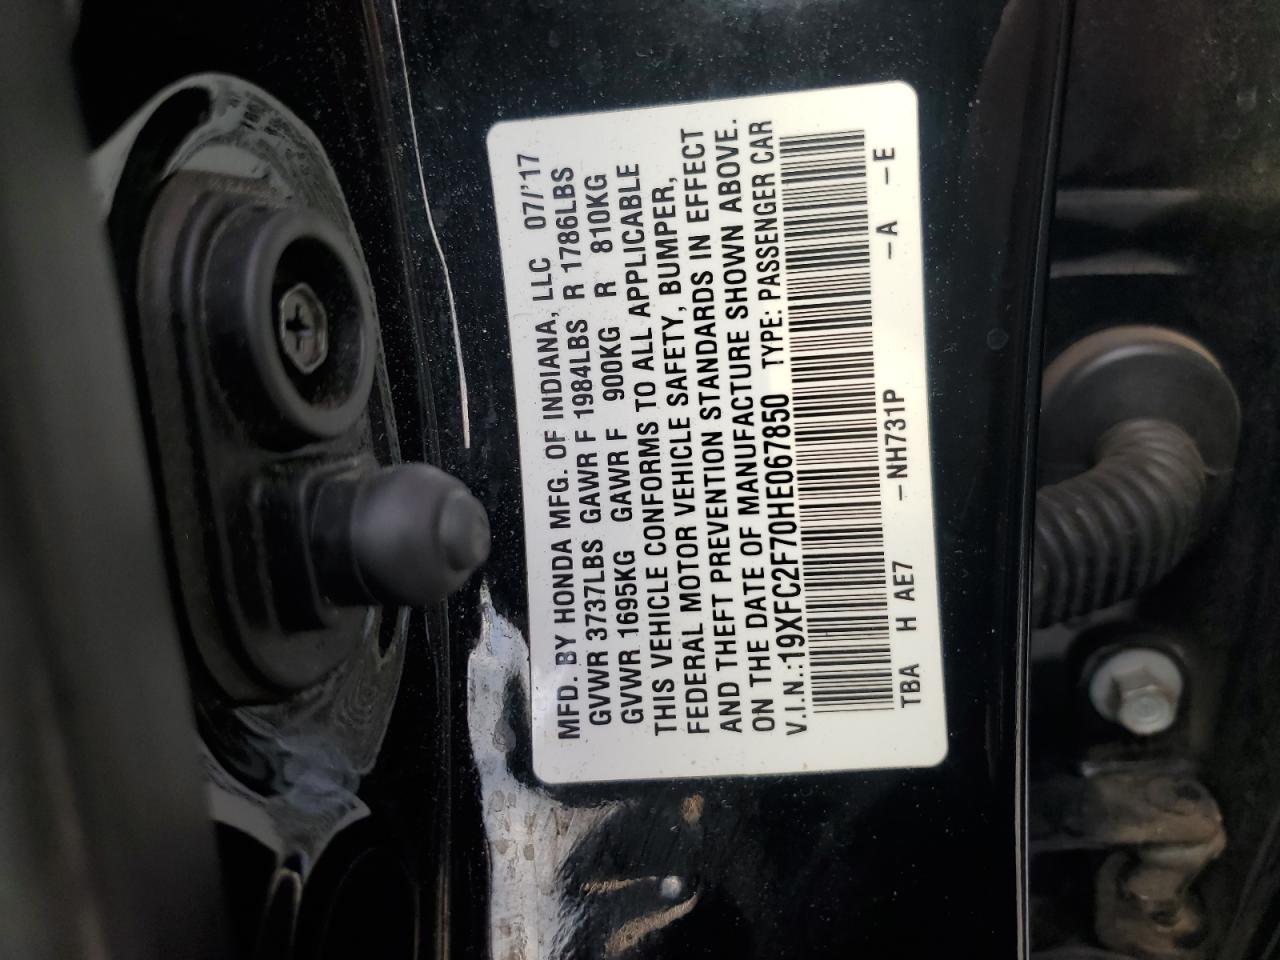 MFD. BY HONDA MFG. OF INDIANA, LLC 07/'17
GVWR 3737LBS GAWR F 1984LBS R 1786LBS
GVWR 1695KG GAWR F 900KG R 810KG
THIS VEHICLE CONFORMS TO ALL APPLICABLE
FEDERAL MOTOR VEHICLE SAFETY, BUMPER,
AND THEFT PREVENTION STANDARDS IN EFFECT
ON THE DATE OF MANUFACTURE SHOWN ABOVE.
V.I.N.:19XFC2F70HE067850 TYPE: PASSENGER CAR
TBA H AE7 –NH731P –A –E